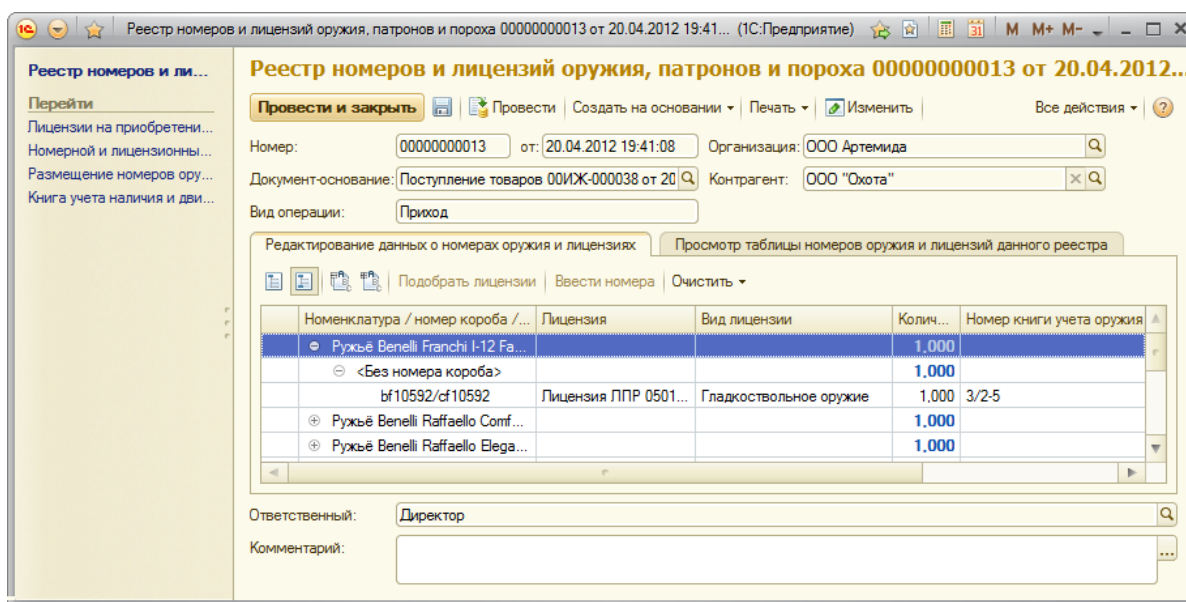 Реестр номеров и лицензий оружия, патронов и пороха 00000000013 от 20.04.2012 19:41... (1С:Предприятие)
M M+ M-
Реестр номеров и ли...
Перейти
Лицензии на приобретени...
Номерной и лицензионны...
Размещение номеров ору...
Книга учета наличия и дви...
Реестр номеров и лицензий оружия, патронов и пороха 00000000013 от 20.04.2012...
Провести и закрыть Провести Создать на основании Печать Изменить Все действия ?
Номер: 00000000013 от: 20.04.2012 19:41:08 Организация: ООО Артемида
Документ-основание: Поступление товаров 00ИЖ-000038 от 20 Контрагент: ООО "Охота"
Вид операции: Приход
Редактирование данных о номерах оружия и лицензиях Просмотр таблицы номеров оружия и лицензий данного реестра
Подобрать лицензии Ввести номера Очистить
Номенклатура / номер короба /... Лицензия Вид лицензии Колич... Номер книги учета оружия
Ружьё Benelli Franchi I-12 Fa... 1,000
<Без номера короба> 1,000
bf10592/cf10592 Лицензия ЛПР 0501... Гладкоствольное оружие 1,000 3/2-5
Ружьё Benelli Raffaello Comf... 1,000
Ружьё Benelli Raffaello Elega... 1,000
Ответственный: Директор
Комментарий: